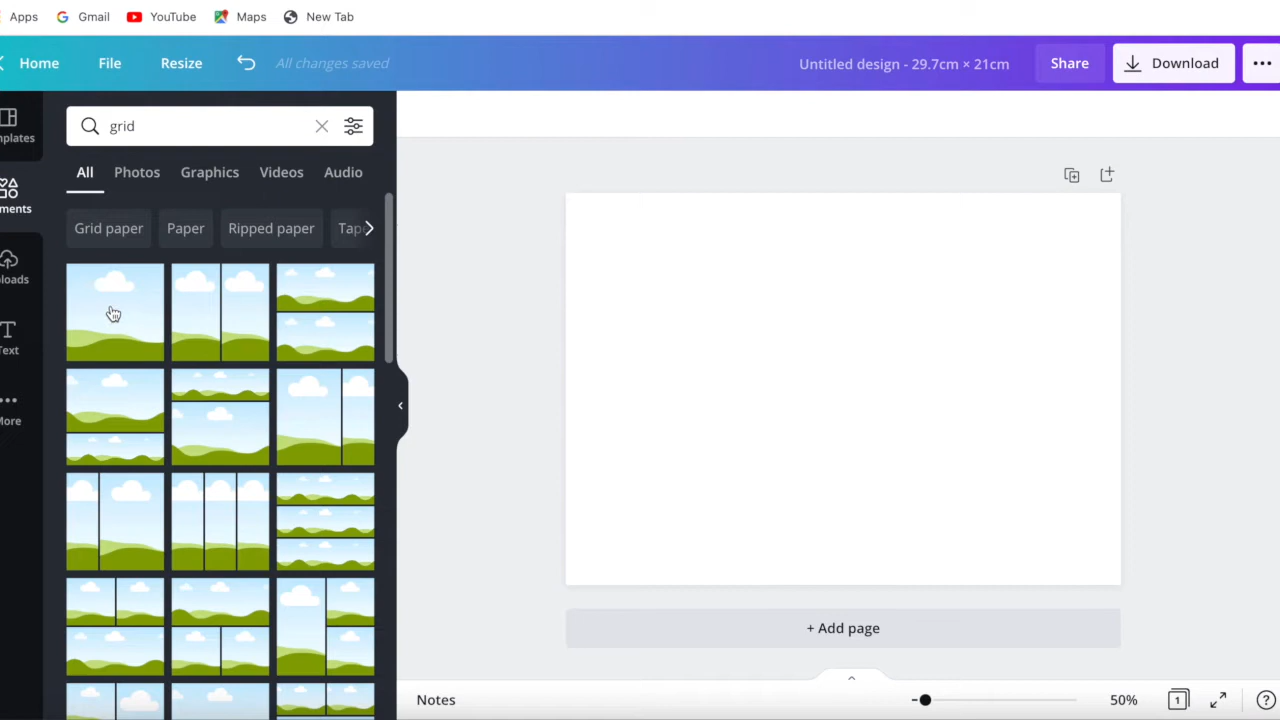 Apps Gmail YouTube Maps New Tab
Home File Resize All changes saved Untitled design - 29.7cm × 21cm Share Download
mplates
grid
All Photos Graphics Videos Audio
ments
Grid paper Paper Ripped paper Tape
loads
Text
More
+ Add page
Notes 50% 1